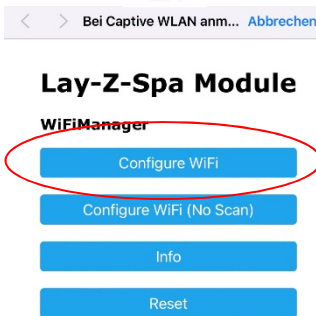 Bei Captive WLAN anm... Abbrechen
Lay-Z-Spa Module
WiFiManager
Configure WiFi
Configure WiFi (No Scan)
Info
Reset